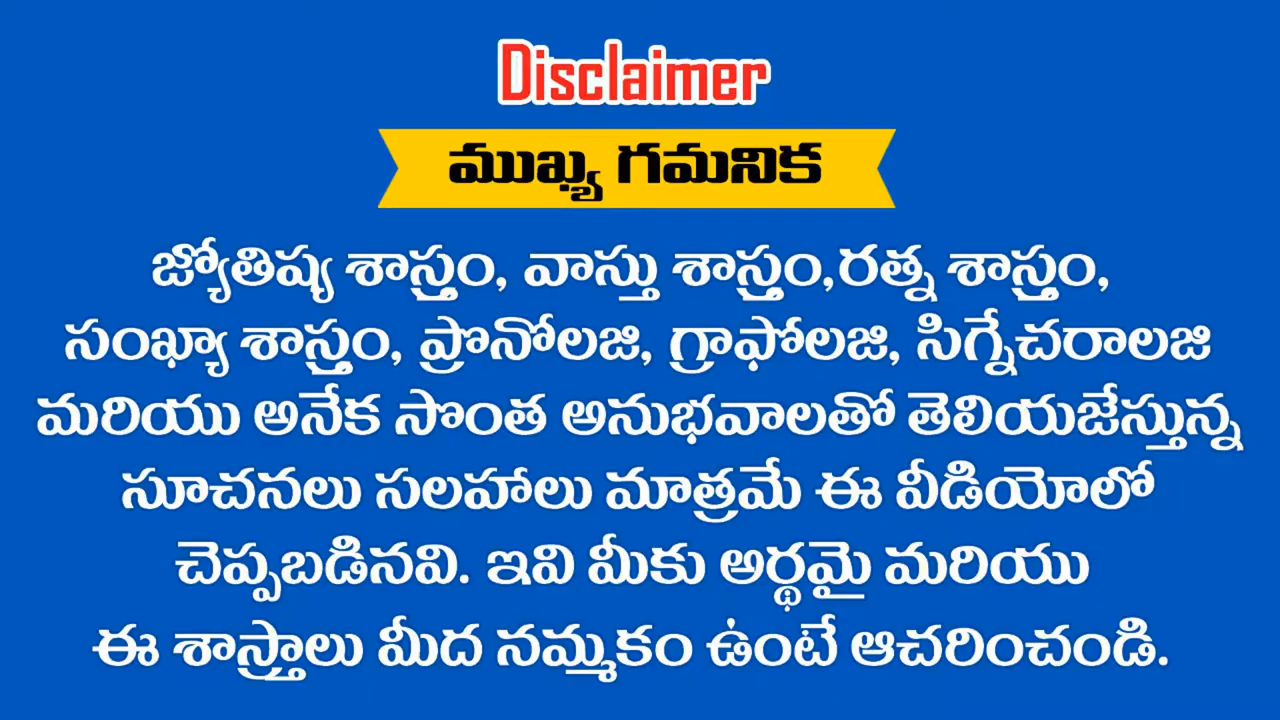 Disclaimer
ముఖ్య గమనిక
జ్యోతిష్య శాస్త్రం, వాస్తు శాస్త్రం,రత్న శాస్త్రం,
సంఖ్యా శాస్త్రం, ప్రొనోలజి, గ్రాఫోలజి, సిగ్నేచరాలజి
మరియు అనేక సొంత అనుభవాలతో తెలియజేస్తున్న
సూచనలు సలహాలు మాత్రమే ఈ వీడియోలో
చెప్పబడినవి. ఇవి మీకు అర్థమై మరియు
ఈ శాస్త్రాలు మీద నమ్మకం ఉంటే ఆచరించండి.